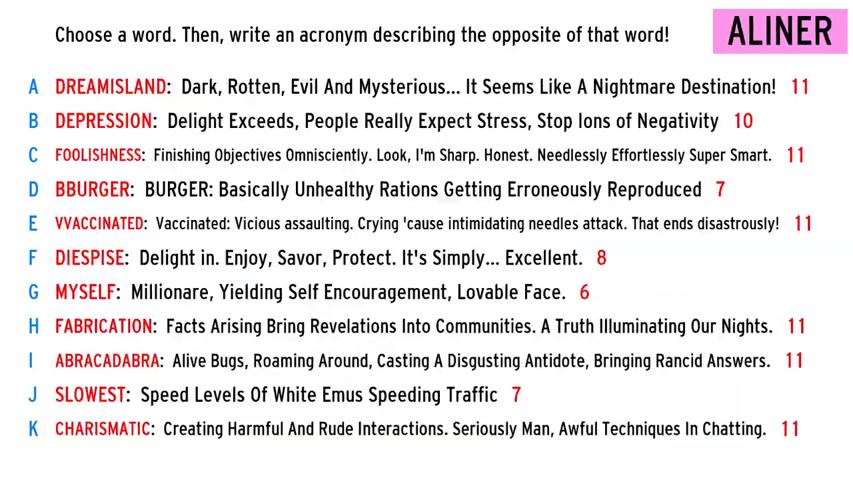 Choose a word. Then, write an acronym describing the opposite of that word!
ALINER
A DREAMISLAND: Dark, Rotten, Evil And Mysterious... It Seems Like A Nightmare Destination! 11
B DEPRESSION: Delight Exceeds, People Really Expect Stress, Stop Ions of Negativity 10
C FOOLISHNESS: Finishing Objectives Omnisciently. Look, I'm Sharp. Honest. Needlessly Effortlessly Super Smart. 11
D BBURGER: BURGER: Basically Unhealthy Rations Getting Erroneously Reproduced 7
E VVACCINATED: Vaccinated: Vicious assaulting. Crying 'cause intimidating needles attack. That ends disastrously! 11
F DIESPISE: Delight in. Enjoy, Savor, Protect. It's Simply... Excellent. 8
G MYSELF: Millionare, Yielding Self Encouragement, Lovable Face. 6
H FABRICATION: Facts Arising Bring Revelations Into Communities. A Truth Illuminating Our Nights. 11
I ABRACADABRA: Alive Bugs, Roaming Around, Casting A Disgusting Antidote, Bringing Rancid Answers. 11
J SLOWEST: Speed Levels Of White Emus Speeding Traffic 7
K CHARISMATIC: Creating Harmful And Rude Interactions. Seriously Man, Awful Techniques In Chatting. 11